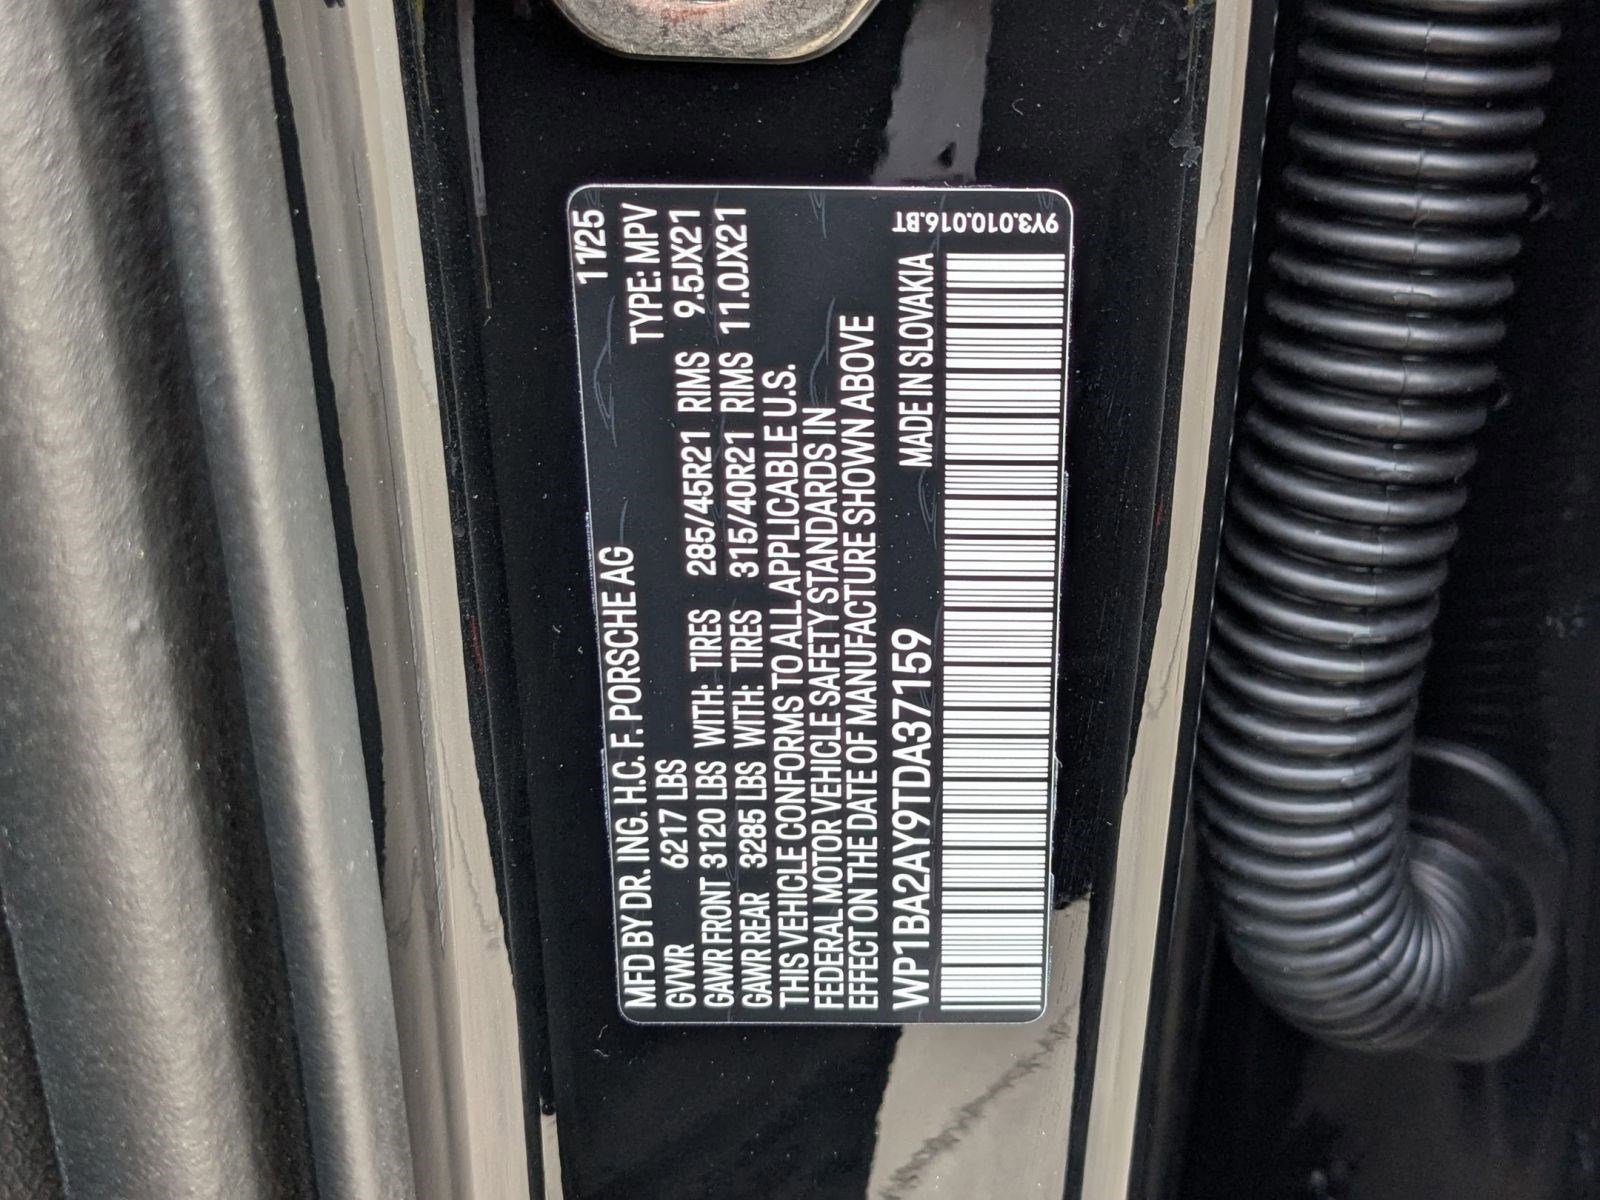 11/25
MFD BY DR. ING. H.C. F. PORSCHE AG
GVWR 6217 LBS TYPE: MPV
GAWR FRONT 3120 LBS WITH: TIRES 285/45R21 RIMS 9.5JX21
GAWR REAR 3285 LBS WITH: TIRES 315/40R21 RIMS 11.0JX21
THIS VEHICLE CONFORMS TO ALL APPLICABLE U.S.
FEDERAL MOTOR VEHICLE SAFETY STANDARDS IN
EFFECT ON THE DATE OF MANUFACTURE SHOWN ABOVE
WP1BA2AY9TDA37159 MADE IN SLOVAKIA
9Y3.010.016.BT